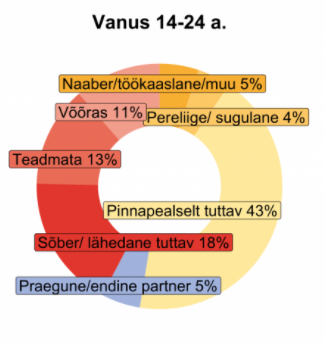 Vanus 14-24 a.
Naaber/töökaaslane/muu 5%
Võõras 11%
Pereliige/ sugulane 4%
Teadmata 13%
Pinnapealselt tuttav 43%
Sõber/ lähedane tuttav 18%
Praegune/endine partner 5%